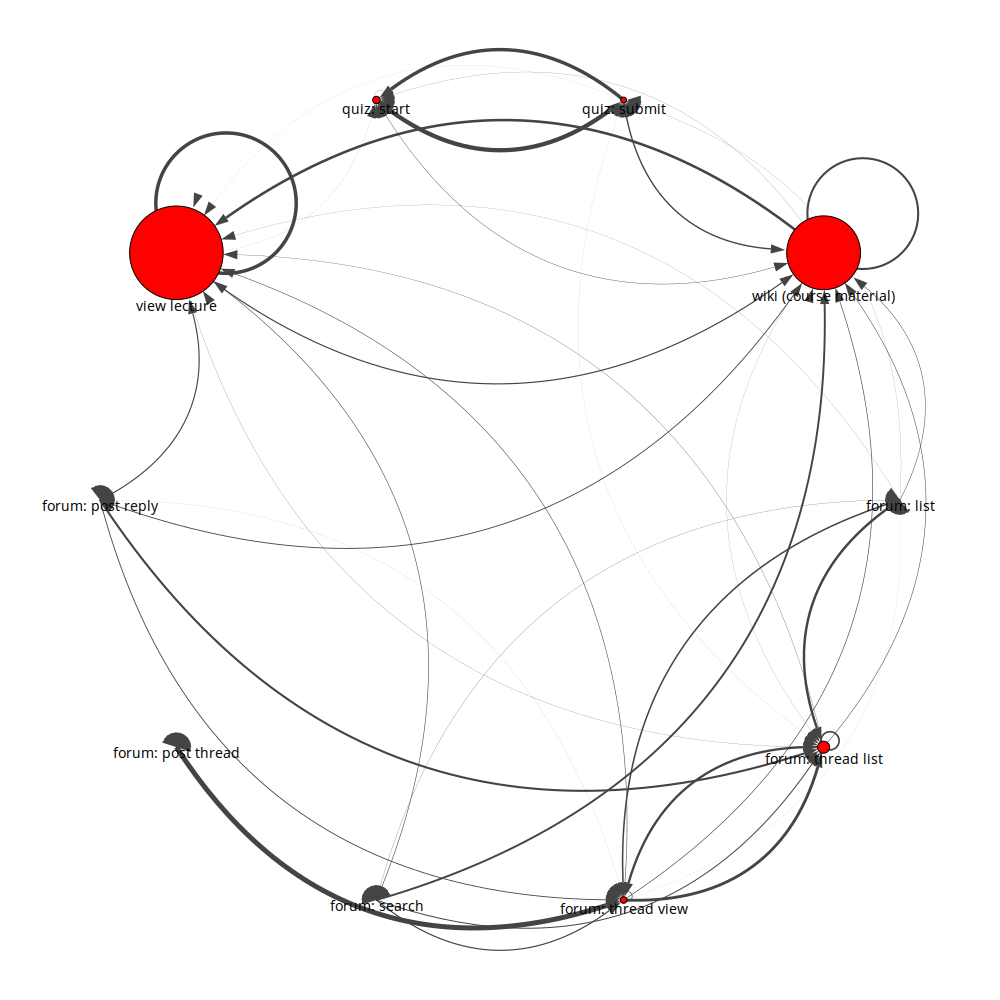 quiz: start
quiz: submit
view lecture
wiki (course material)
forum: post reply
forum: list
forum: post thread
forum: thread list
forum: search
forum: thread view